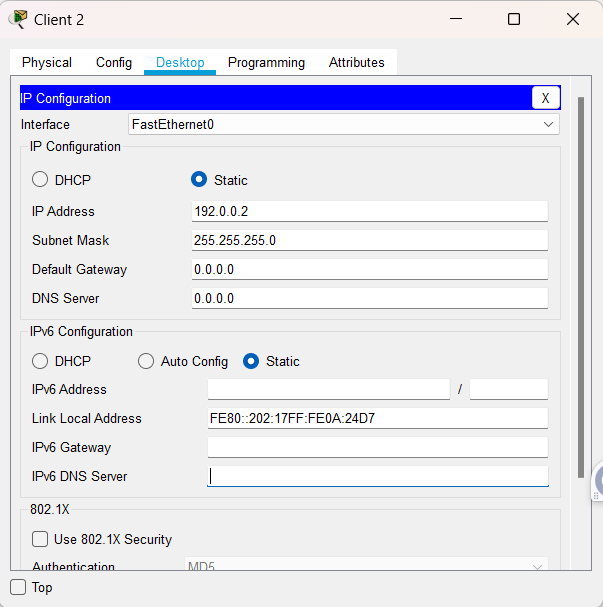 Client 2
Physical Config Desktop Programming Attributes
IP Configuration X
Interface FastEthernet0
IP Configuration
DHCP Static
IP Address 192.0.0.2
Subnet Mask 255.255.255.0
Default Gateway 0.0.0.0
DNS Server 0.0.0.0
IPv6 Configuration
DHCP Auto Config Static
IPv6 Address /
Link Local Address FE80::202:17FF:FE0A:24D7
IPv6 Gateway
IPv6 DNS Server
802.1X
Use 802.1X Security
Authentication MD5
Top